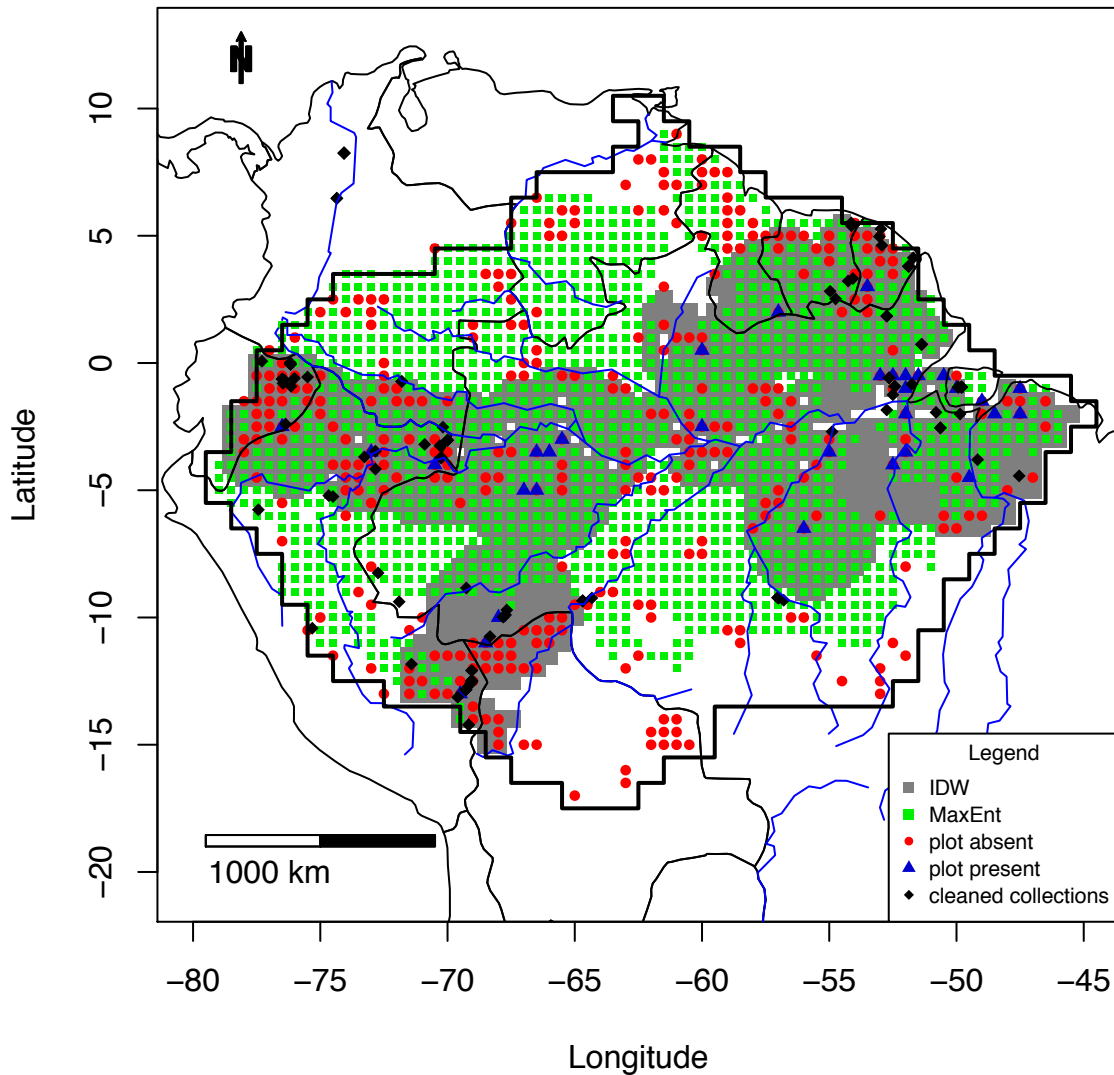 N
10
5
0
−5
−10
−15
−20
Latitude
1000 km
Legend
IDW
MaxEnt
plot absent
plot present
cleaned collections
−80 −75 −70 −65 −60 −55 −50 −45
Longitude